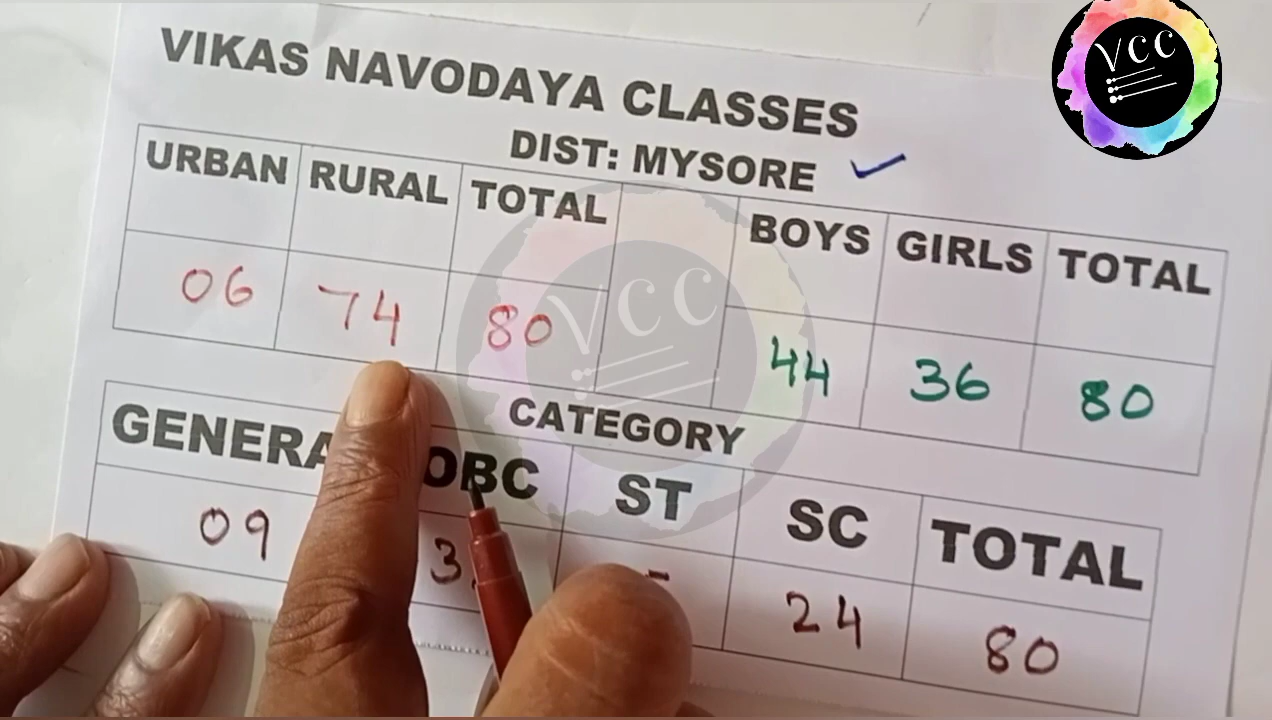 VCC
VIKAS NAVODAYA CLASSES
DIST: MYSORE
URBAN RURAL TOTAL BOYS GIRLS TOTAL
06 74 80 44 36 80
VCC
CATEGORY
OBC ST SC TOTAL
09 24 80